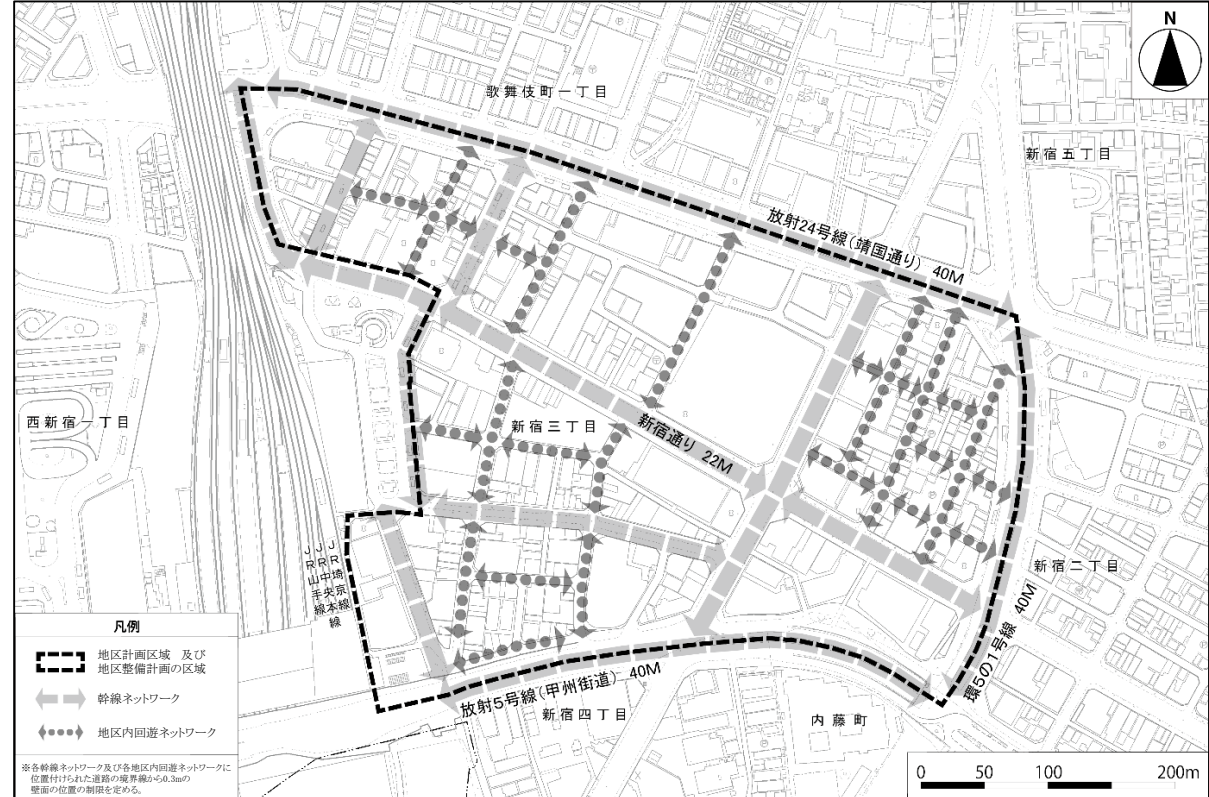 N
歌舞伎町一丁目
新宿五丁目
放射24号線(靖国通り) 40M
西新宿一丁目
新宿三丁目
新宿通り 22M
JR山手線
JR中央本線
JR埼京線
新宿二丁目
環5の1号線 40M
放射5号線(甲州街道) 40M
新宿四丁目
内藤町
凡例
地区計画区域 及び
地区整備計画の区域
幹線ネットワーク
地区内回遊ネットワーク
※各幹線ネットワーク及び各地区内回遊ネットワークに
位置付けられた道路の境界線から0.3mの
壁面の位置の制限を定める。
0 50 100 200m